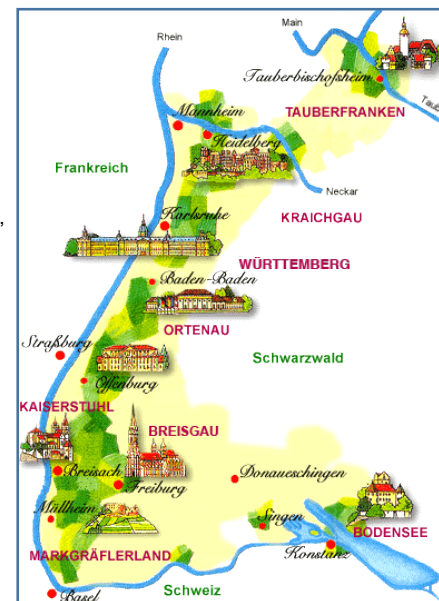 Main
Rhein
Tauberbischofsheim
TAUBERFRANKEN
Mannheim
Heidelberg
Frankreich
Neckar
Karlsruhe
KRAICHGAU
,
WÜRTTEMBERG
Baden-Baden
ORTENAU
Straßburg
Schwarzwald
Offenburg
KAISERSTUHL
BREISGAU
Breisach
Donaueschingen
Freiburg
Müllheim
Singen
BODENSEE
MARKGRÄFLERLAND
Konstanz
Schweiz
Basel